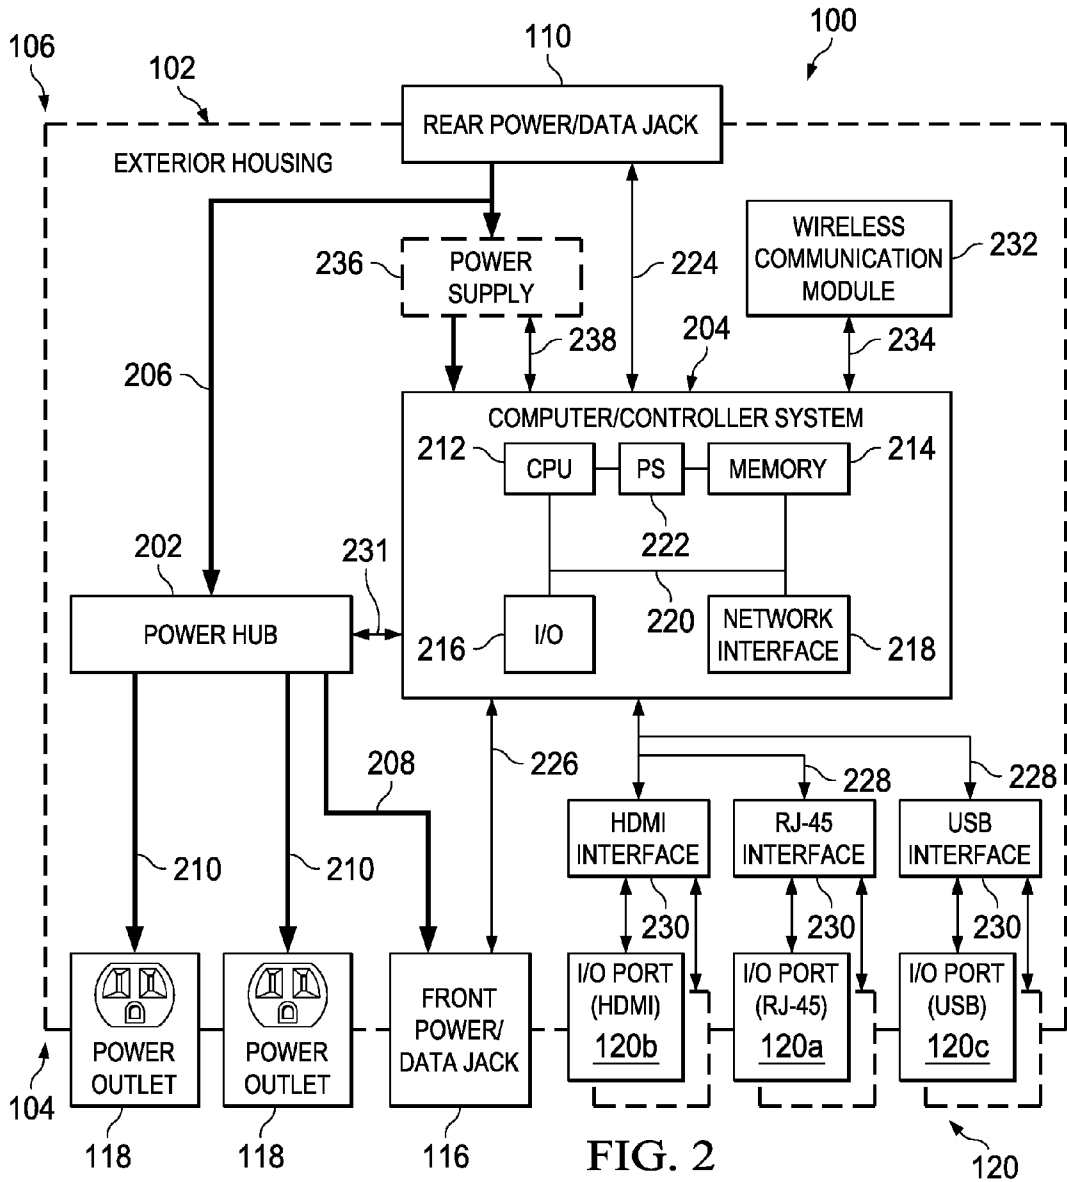 110
100
106
102
REAR POWER/DATA JACK
EXTERIOR HOUSING
WIRELESS
COMMUNICATION
MODULE
232
236
POWER
SUPPLY
224
238
204
234
206
COMPUTER/CONTROLLER SYSTEM
212
CPU
PS
MEMORY
214
222
202
231
220
POWER HUB
216
I/O
NETWORK
INTERFACE
218
208
226
228
228
HDMI
INTERFACE
RJ-45
INTERFACE
USB
INTERFACE
210
210
230
230
230
POWER
OUTLET
POWER
OUTLET
FRONT
POWER/
DATA JACK
I/O PORT
(HDMI)
120b
I/O PORT
(RJ-45)
120a
I/O PORT
(USB)
120c
104
118
118
116
FIG. 2
120